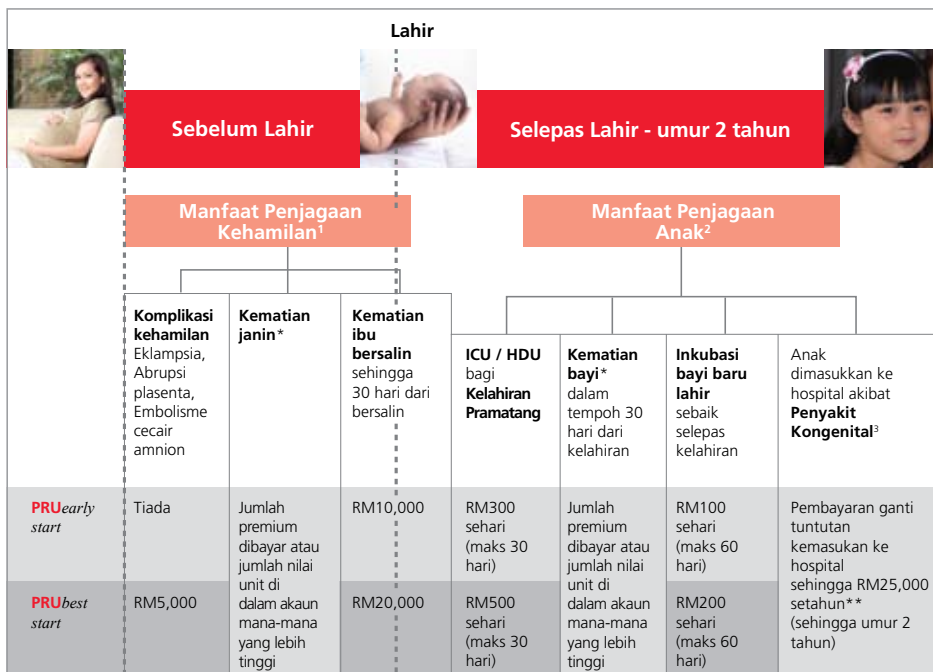 Lahir
Sebelum Lahir
Selepas Lahir - umur 2 tahun
Manfaat Penjagaan
Kehamilan¹
Manfaat Penjagaan
Anak²
Komplikasi
kehamilan
Eklampsia,
Abrupsi
plasenta,
Embolisme
cecair
amnion
Kematian
janin*
Kematian
ibu
bersalin
sehingga
30 hari dari
bersalin
ICU / HDU
bagi
Kelahiran
Pramatang
Kematian
bayi*
dalam
tempoh 30
hari dari
kelahiran
Inkubasi
bayi baru
lahir
sebaik
selepas
kelahiran
Anak
dimasukkan ke
hospital akibat
Penyakit
Kongenital³
PRUearly
start
Tiada
Jumlah
premium
dibayar atau
jumlah nilai
unit di
dalam akaun
mana-mana
yang lebih
tinggi
RM10,000
RM300
sehari
(maks 30
hari)
Jumlah
premium
dibayar atau
jumlah nilai
unit di
dalam akaun
mana-mana
yang lebih
tinggi
RM100
sehari
(maks 60
hari)
Pembayaran ganti
tuntutan
kemasukan ke
hospital
sehingga RM25,000
setahun**
(sehingga umur 2
tahun)
PRUbest
start
RM5,000
RM20,000
RM500
sehari
(maks 30
hari)
RM200
sehari
(maks 60
hari)